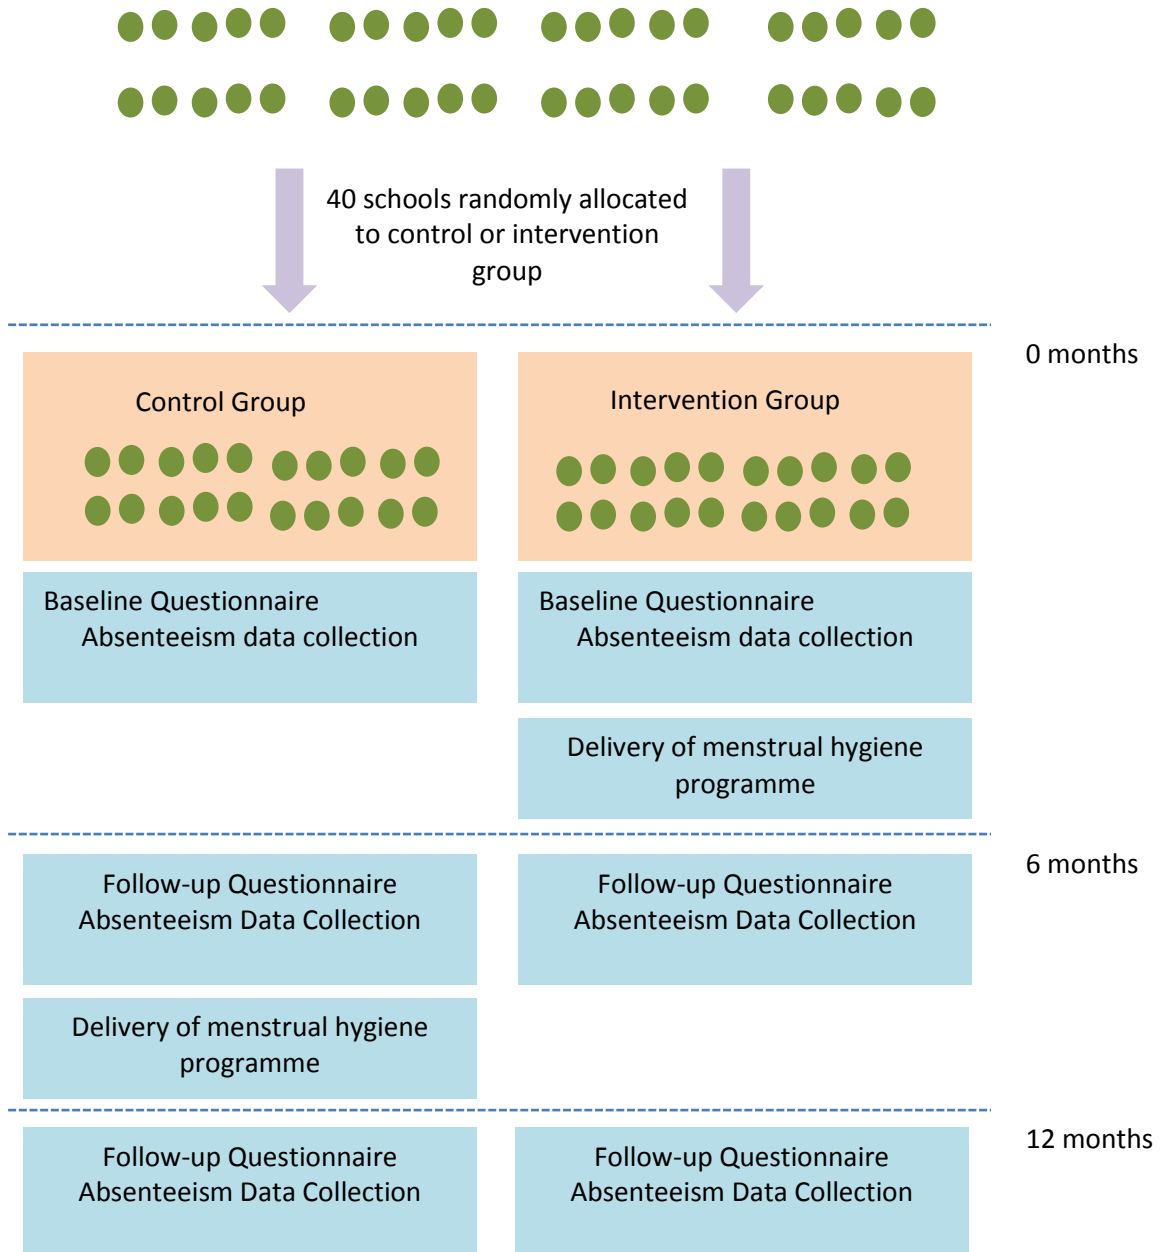 40 schools randomly allocated
to control or intervention
group
0 months
Control Group
Intervention Group
Baseline Questionnaire
Absenteeism data collection
Baseline Questionnaire
Absenteeism data collection
Delivery of menstrual hygiene
programme
6 months
Follow-up Questionnaire
Absenteeism Data Collection
Follow-up Questionnaire
Absenteeism Data Collection
Delivery of menstrual hygiene
programme
12 months
Follow-up Questionnaire
Absenteeism Data Collection
Follow-up Questionnaire
Absenteeism Data Collection